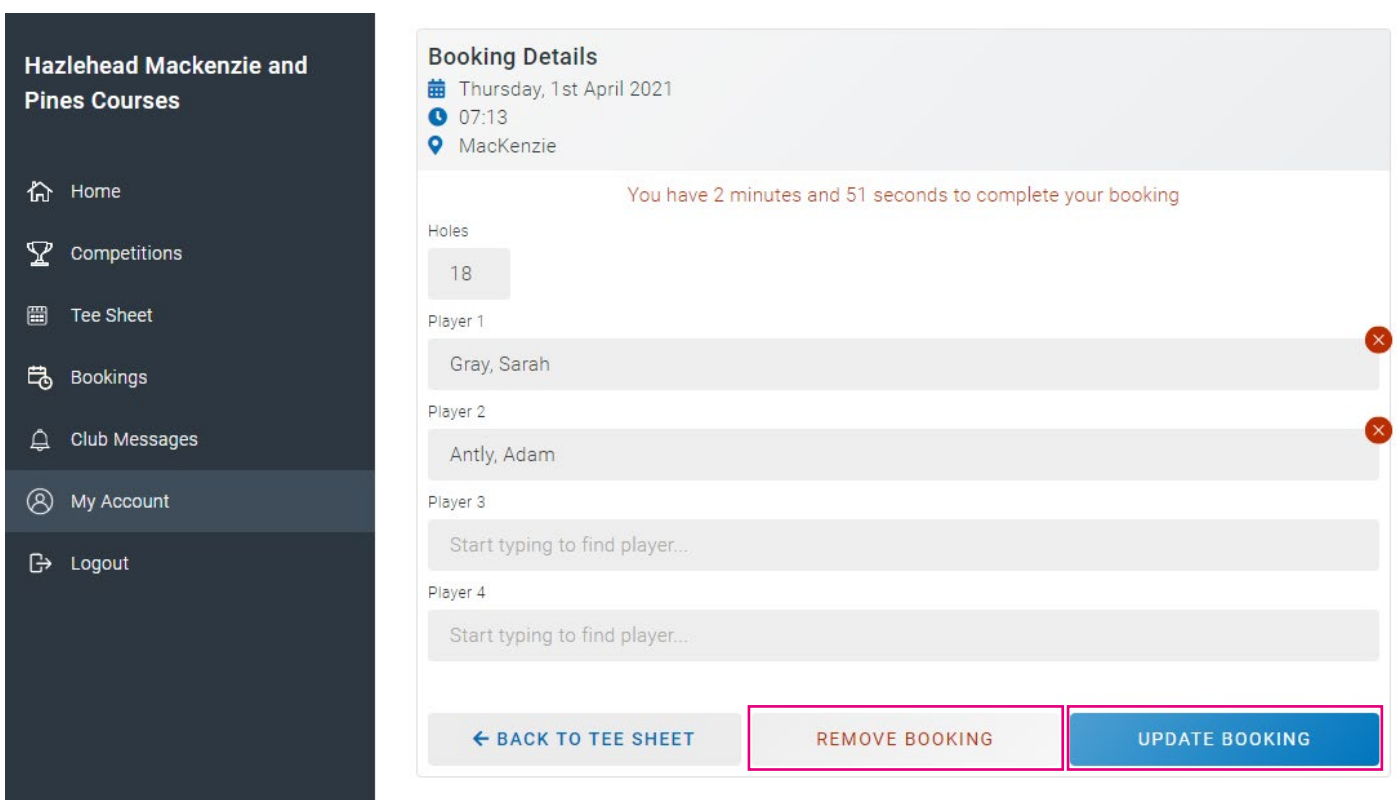 Hazlehead Mackenzie and
Pines Courses
Home
Competitions
Tee Sheet
Bookings
Club Messages
My Account
Logout
Booking Details
Thursday, 1st April 2021
07:13
MacKenzie
You have 2 minutes and 51 seconds to complete your booking
Holes
18
Player 1
Gray, Sarah
Player 2
Antly, Adam
Player 3
Start typing to find player...
Player 4
Start typing to find player...
BACK TO TEE SHEET
REMOVE BOOKING
UPDATE BOOKING